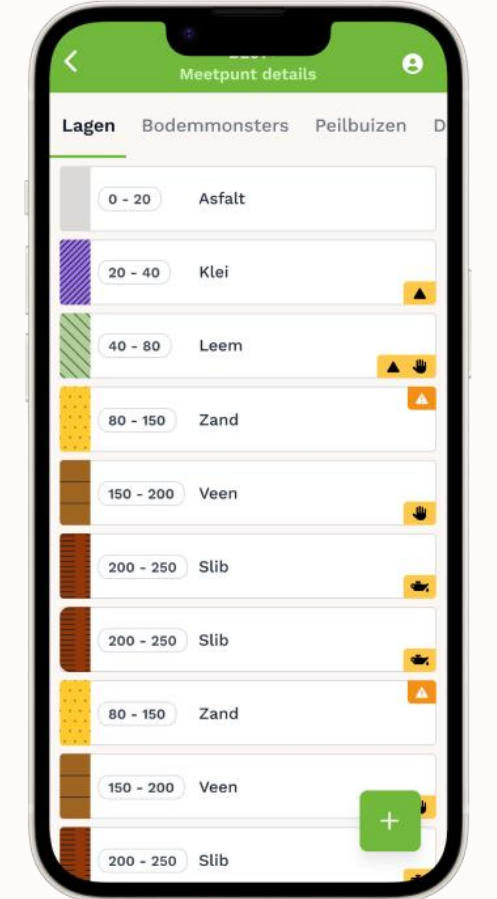 Meetpunt details
Lagen Bodemmonsters Peilbuizen D
0 - 20 Asfalt
20 - 40 Klei
40 - 80 Leem
80 - 150 Zand
150 - 200 Veen
200 - 250 Slib
200 - 250 Slib
80 - 150 Zand
150 - 200 Veen
200 - 250 Slib